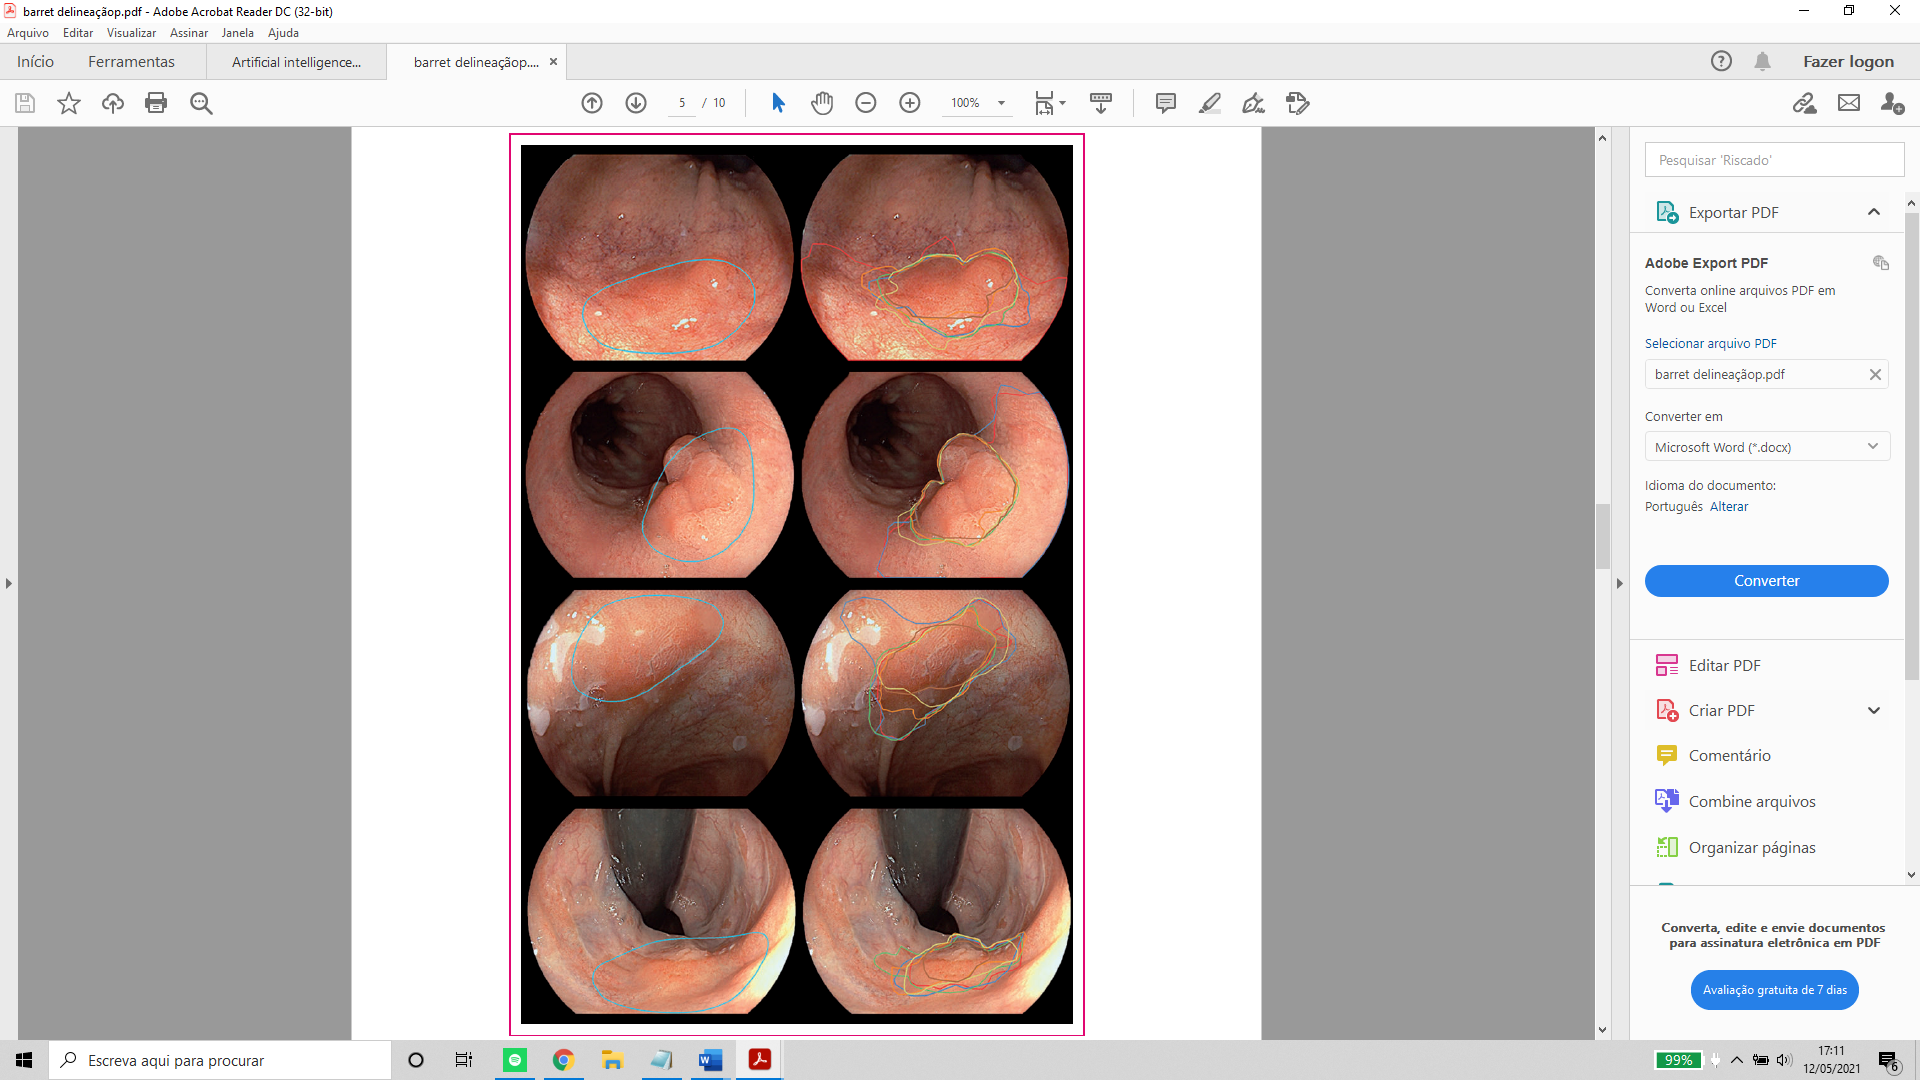 barret delineaçãop.pdf - Adobe Acrobat Reader DC (32-bit)
Arquivo Editar Visualizar Assinar Janela Ajuda
Início Ferramentas Artificial intelligence... barret delineaçãop.... Fazer logon
5 / 10 100%
Pesquisar 'Riscado'
Exportar PDF
Adobe Export PDF
Converta online arquivos PDF em
Word ou Excel
Selecionar arquivo PDF
barret delineaçãop.pdf
Converter em
Microsoft Word (*.docx)
Idioma do documento:
Português Alterar
Converter
Editar PDF
Criar PDF
Comentário
Combine arquivos
Organizar páginas
Converta, edite e envie documentos
para assinatura eletrônica em PDF
Avaliação gratuita de 7 dias
Escreva aqui para procurar
99%
17:11
12/05/2021
6